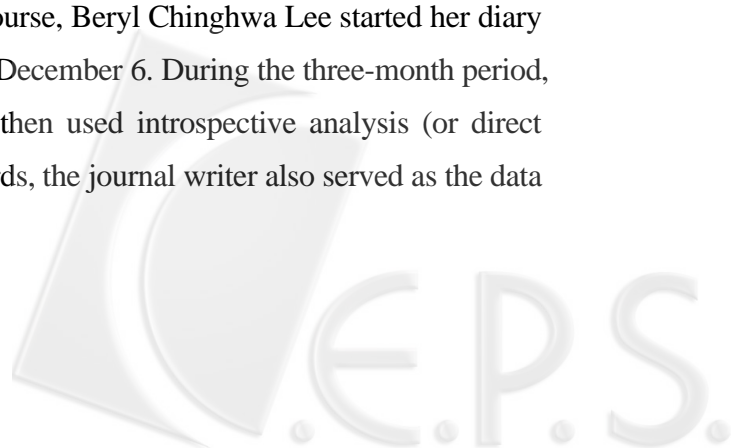 ourse, Beryl Chinghwa Lee started her diary
December 6. During the three-month period,
then used introspective analysis (or direct
rds, the journal writer also served as the data
C.E.P.S.